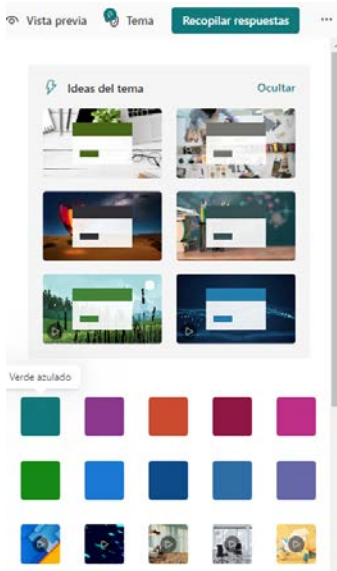 Vista previa Tema Recopilar respuestas ...
Ideas del tema Ocultar
Verde azulado